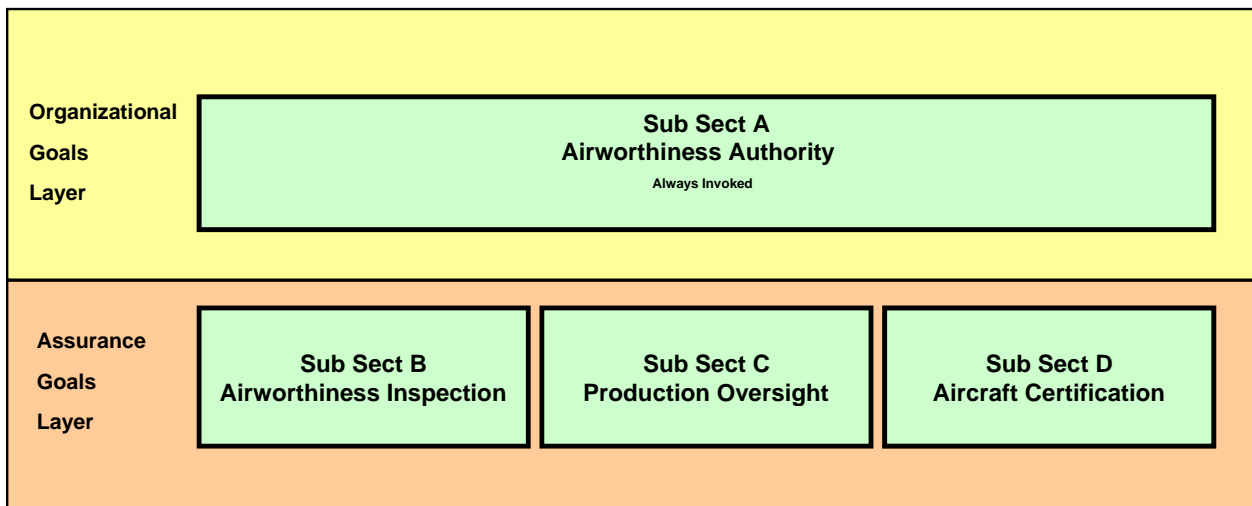 Organizational
Goals
Layer
Sub Sect A
Airworthiness Authority
Always Invoked
Assurance
Goals
Layer
Sub Sect B
Airworthiness Inspection
Sub Sect C
Production Oversight
Sub Sect D
Aircraft Certification